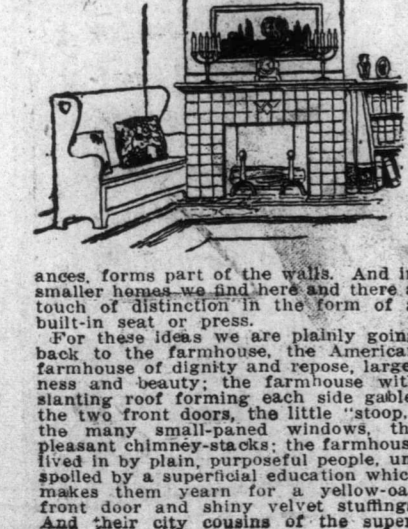 ances, forms part of the walls. And
smaller homes we find here and there
touch of distinction in the form of
built-in seat or press.
For these ideas we are plainly goin
back to the farmhouse, the America
farmhouse of dignity and repose, large
ness and beauty; the farmhouse wit
slanting roof forming each side gable
the two front doors, the little "stoop,
the many small-paned windows, th
pleasant chimney-stacks; the farmhous
lived in by plain, purposeful people, un
spoiled by a superficial education whic
makes them yearn for a yellow-oa
front door and shiny velvet stuffing
And their city cousins of the supe